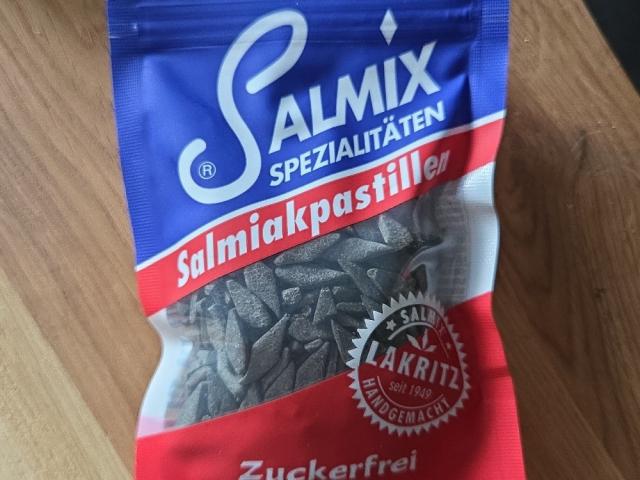 SALMIX
SPEZIALITÄTEN
®
Salmiakpastillen
SALMIX
LAKRITZ
seit 1949
HANDGEMACHT
Zuckerfrei